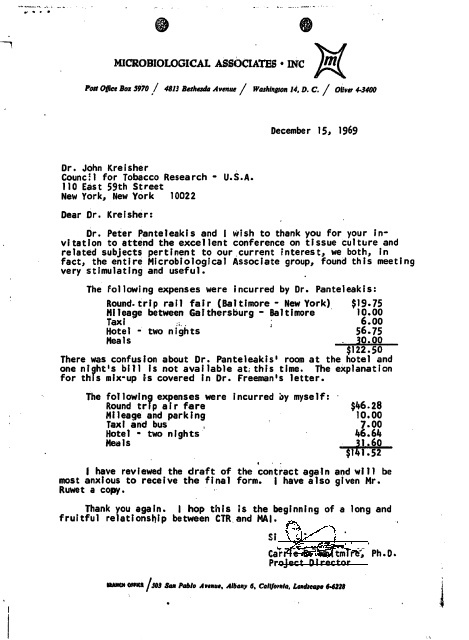 MICROBIOLOGICAL ASSOCIATES • INC
m
Post Office Box 5970 / 4813 Bethesda Avenue / Washington 14, D. C. / Oliver 4-3400
December 15, 1969
Dr. John Kreisher
Council for Tobacco Research - U.S.A.
110 East 59th Street
New York, New York 10022
Dear Dr. Kreisher:
Dr. Peter Panteleakis and I wish to thank you for your in-
vitation to attend the excellent conference on tissue culture and
related subjects pertinent to our current interest, we both, in
fact, the entire Microbiological Associate group, found this meeting
very stimulating and useful.
The following expenses were incurred by Dr. Panteleakis:
Round-trip rail fair (Baltimore - New York) $19.75
Mileage between Gaithersburg - Baltimore 10.00
Taxi 6.00
Hotel - two nights 56.75
Meals 30.00
$122.50
There was confusion about Dr. Panteleakis' room at the hotel and
one night's bill is not available at this time. The explanation
for this mix-up is covered in Dr. Freeman's letter.
The following expenses were incurred by myself:
Round trip air fare $46.28
Mileage and parking 10.00
Taxi and bus 7.00
Hotel - two nights 46.64
Meals 31.60
$141.52
I have reviewed the draft of the contract again and will be
most anxious to receive the final form. I have also given Mr.
Ruwet a copy.
Thank you again. I hope this is the beginning of a long and
fruitful relationship between CTR and MAI.
Si
Carrie Ph.D.
Project Director
BRANCH OFFICE / 303 San Pablo Avenue, Albany 6, California, Landscape 6-6228